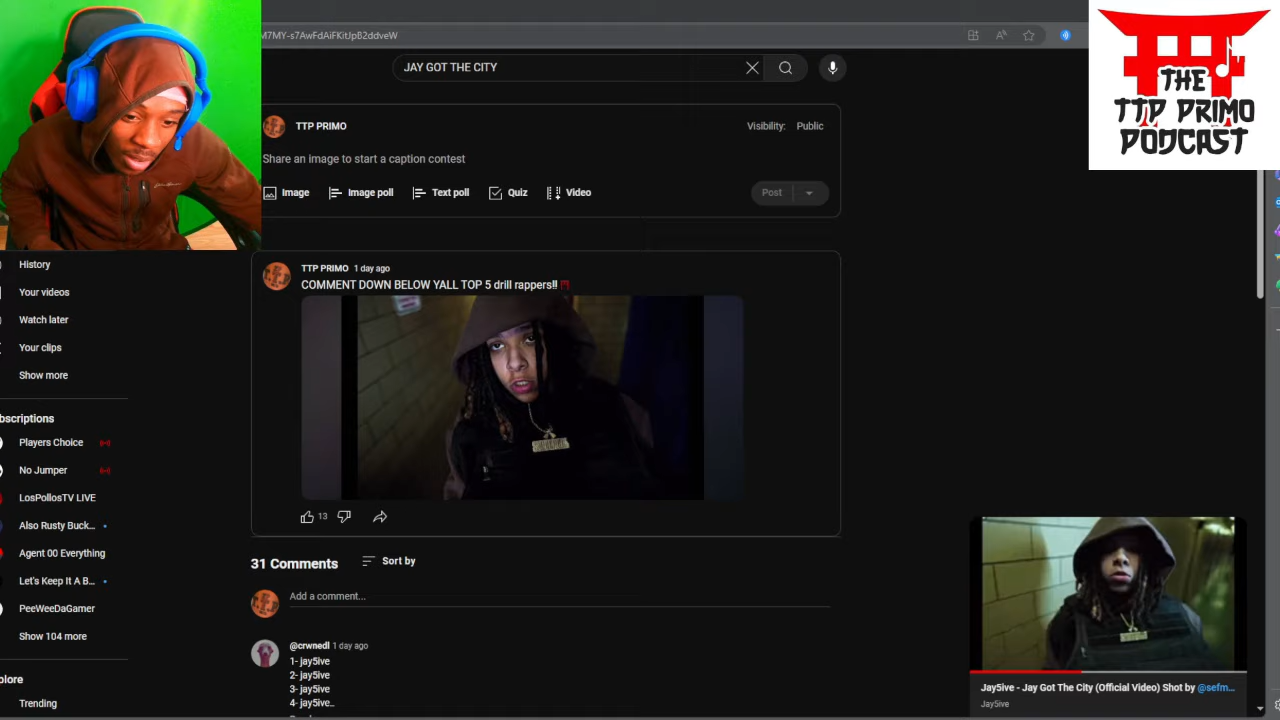 M7MY-s7AwFdAiFKitJpB2ddveW
JAY GOT THE CITY
THE
TTP PRIMO
PODCAST
TTP PRIMO
Visibility: Public
Share an image to start a caption contest
Image
Image poll
Text poll
Quiz
Video
Post
TTP PRIMO 1 day ago
COMMENT DOWN BELOW YALL TOP 5 drill rappers!!
13
31 Comments
Sort by
Add a comment...
@crwnedl 1 day ago
1- jay5ive
2- jay5ive
3- jay5ive
4- jay5ive..
History
Your videos
Watch later
Your clips
Show more
ubscriptions
Players Choice
No Jumper
LosPollosTV LIVE
Also Rusty Buck...
Agent 00 Everything
Let's Keep It A B...
PeeWeeDaGamer
Show 104 more
plore
Trending
Jay5ive - Jay Got The City (Official Video) Shot by @sefm...
Jay5ive